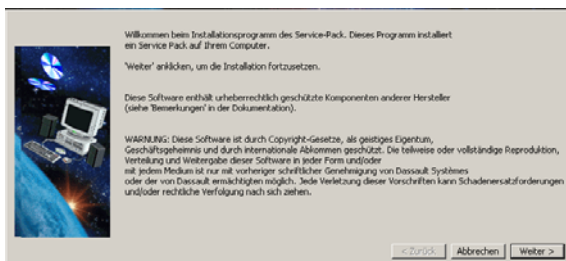 Willkommen beim Installationsprogramm des Service-Pack. Dieses Programm installiert
ein Service Pack auf Ihrem Computer.
'Weiter' anklicken, um die Installation fortzusetzen.
Diese Software enthält urheberrechtlich geschützte Komponenten anderer Hersteller
(siehe 'Bemerkungen' in der Dokumentation).
WARNUNG: Diese Software ist durch Copyright-Gesetze, als geistiges Eigentum,
Geschäftsgeheimnis und durch internationale Abkommen geschützt. Die teilweise oder vollständige Reproduktion,
Verteilung und Weitergabe dieser Software in jeder Form und/oder
mit jedem Medium ist nur mit vorheriger schriftlicher Genehmigung von Dassault Systèmes
oder der von Dassault ermächtigten möglich. Jede Verletzung dieser Vorschriften kann Schadenersatzforderungen
und/oder rechtliche Verfolgung nach sich ziehen.
< Zurück Abbrechen Weiter >